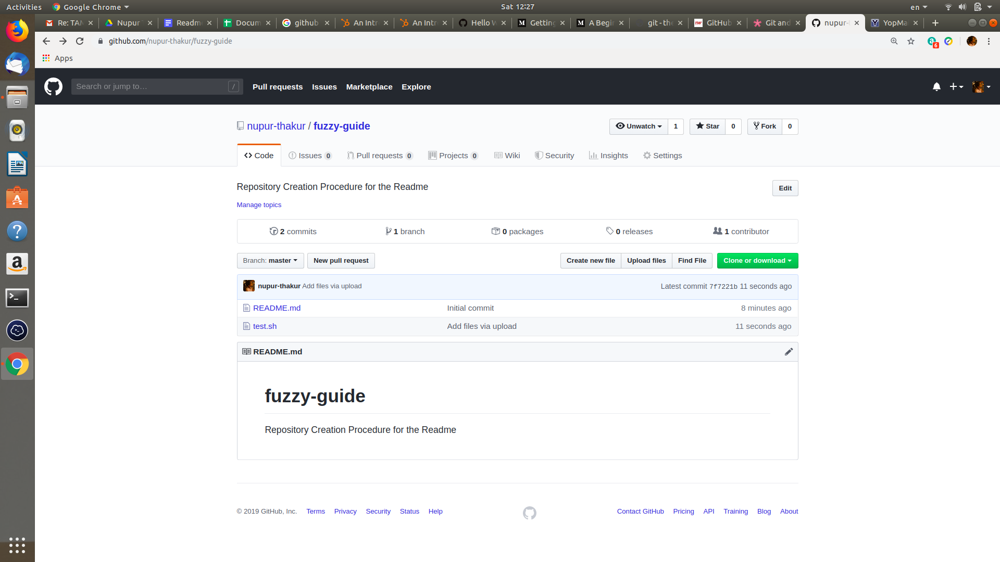 Activities Google Chrome Sat 12:27 en
Re: TAM Nupur Readme Docum github An Intr An Intro Hello W Getting A Begin git - the GitHub Git and nupur- YopMai
github.com/nupur-thakur/fuzzy-guide 6
Apps
Search or jump to… / Pull requests Issues Marketplace Explore
nupur-thakur / fuzzy-guide Unwatch 1 Star 0 Fork 0
Code Issues 0 Pull requests 0 Projects 0 Wiki Security Insights Settings
Repository Creation Procedure for the Readme Edit
Manage topics
2 commits 1 branch 0 packages 0 releases 1 contributor
Branch: master New pull request Create new file Upload files Find File Clone or download
nupur-thakur Add files via upload Latest commit 7f7221b 11 seconds ago
README.md Initial commit 8 minutes ago
test.sh Add files via upload 11 seconds ago
README.md
fuzzy-guide
Repository Creation Procedure for the Readme
© 2019 GitHub, Inc. Terms Privacy Security Status Help Contact GitHub Pricing API Training Blog About